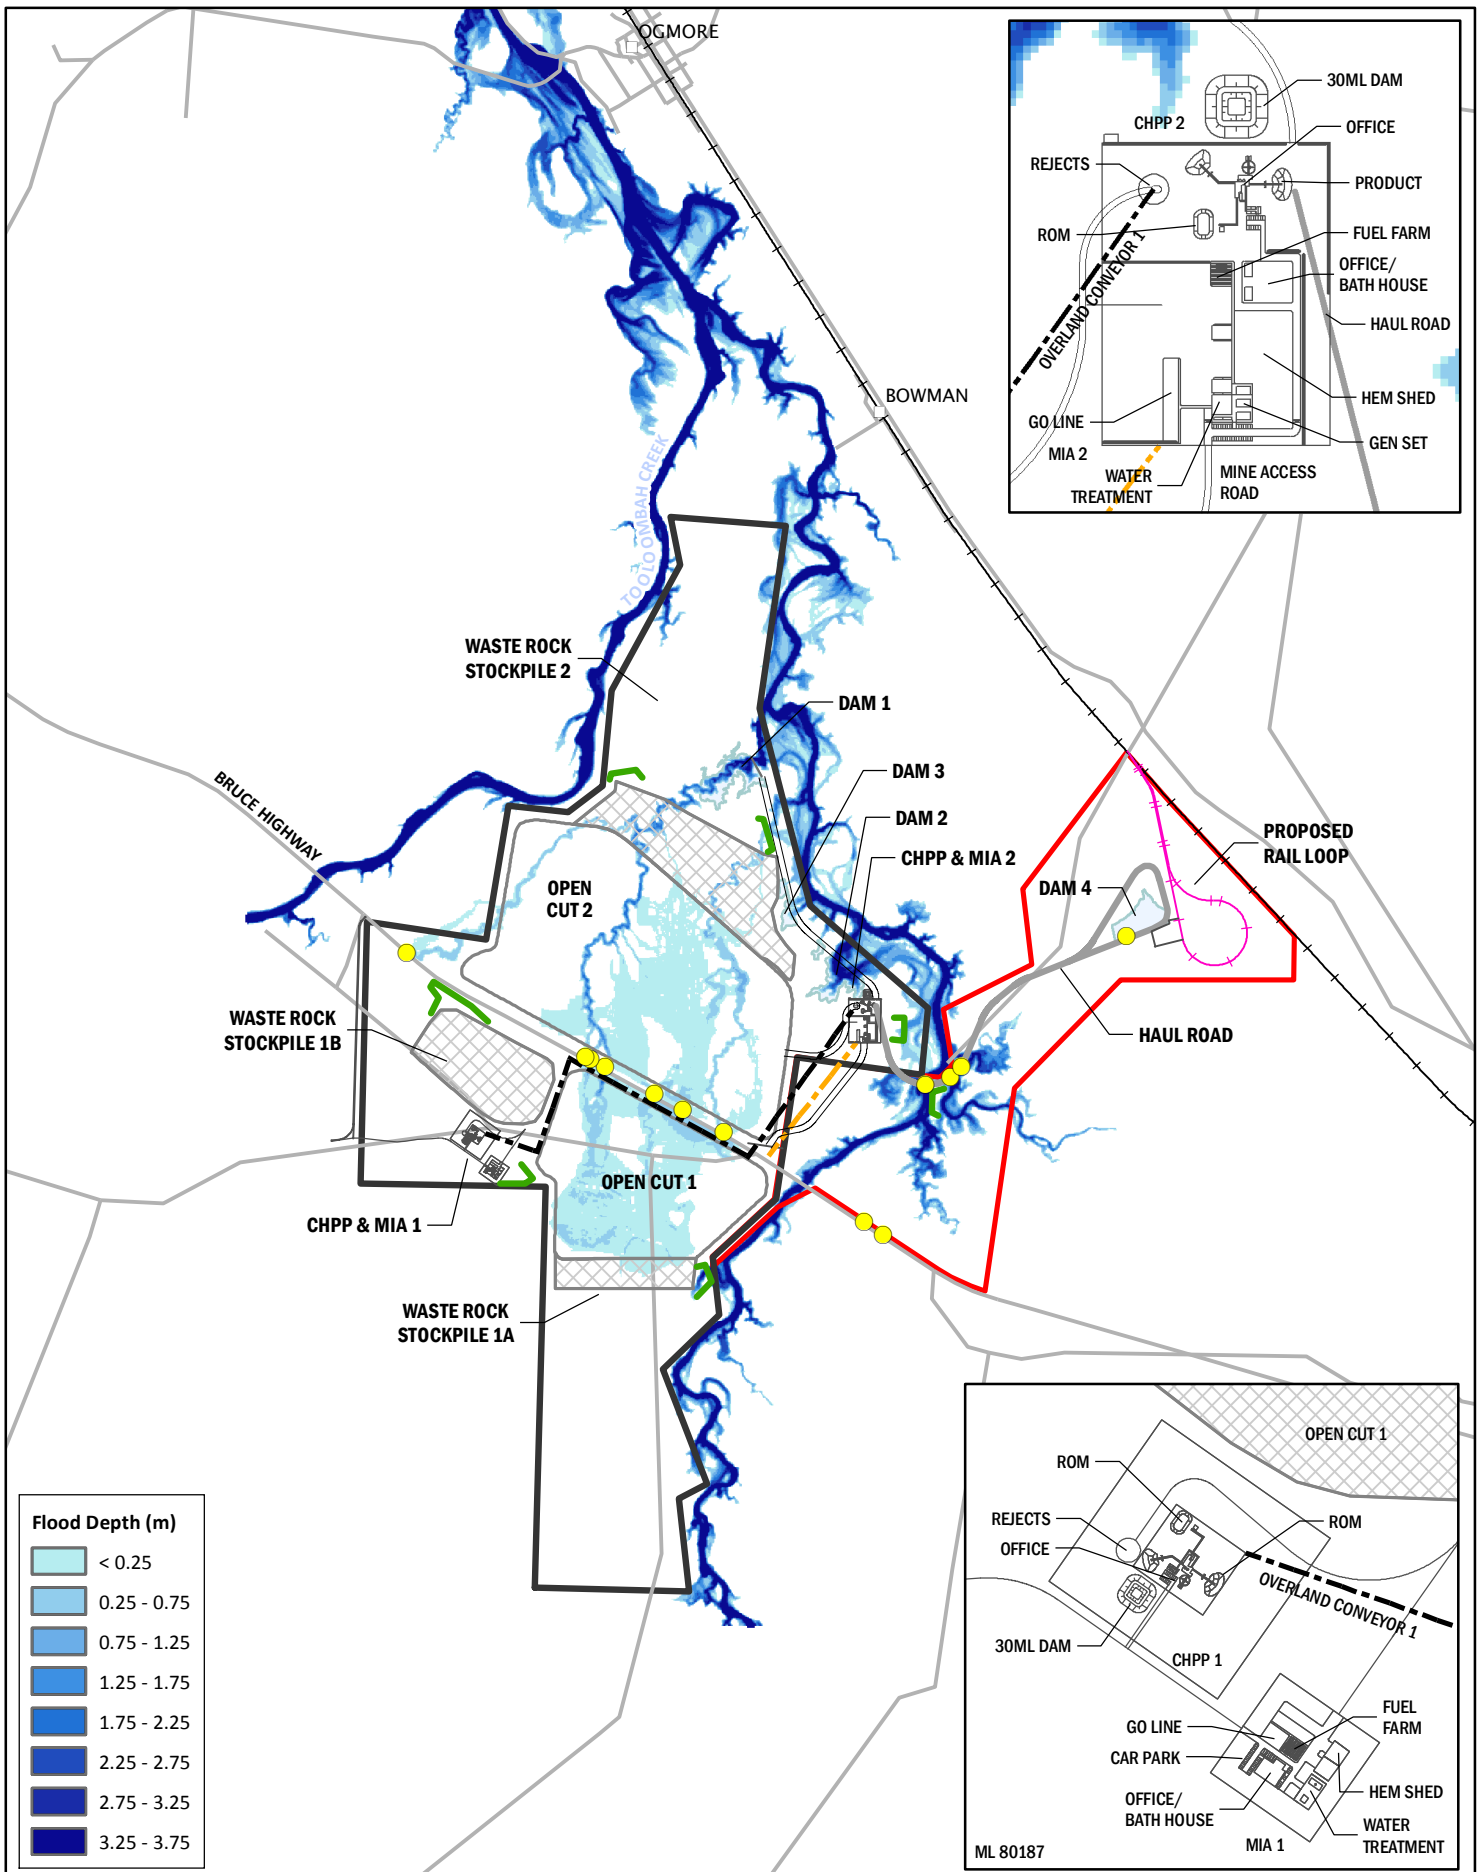 OGMORE
BOWMAN
TOOLOOMBAH CREEK
WASTE ROCK
STOCKPILE 2
DAM 1
DAM 3
DAM 2
CHPP & MIA 2
BRUCE HIGHWAY
OPEN
CUT 2
PROPOSED
RAIL LOOP
DAM 4
HAUL ROAD
WASTE ROCK
STOCKPILE 1B
OPEN CUT 1
CHPP & MIA 1
WASTE ROCK
STOCKPILE 1A
30ML DAM
CHPP 2
OFFICE
REJECTS
PRODUCT
ROM
FUEL FARM
OFFICE/
BATH HOUSE
OVERLAND CONVEYOR 1
HAUL ROAD
HEM SHED
GO LINE
GEN SET
MIA 2
WATER
TREATMENT
MINE ACCESS
ROAD
OPEN CUT 1
ROM
REJECTS
ROM
OFFICE
OVERLAND CONVEYOR 1
30ML DAM
CHPP 1
GO LINE
FUEL
FARM
CAR PARK
OFFICE/
BATH HOUSE
HEM SHED
WATER
TREATMENT
MIA 1
ML 80187
Flood Depth (m)
< 0.25
0.25 - 0.75
0.75 - 1.25
1.25 - 1.75
1.75 - 2.25
2.25 - 2.75
2.75 - 3.25
3.25 - 3.75